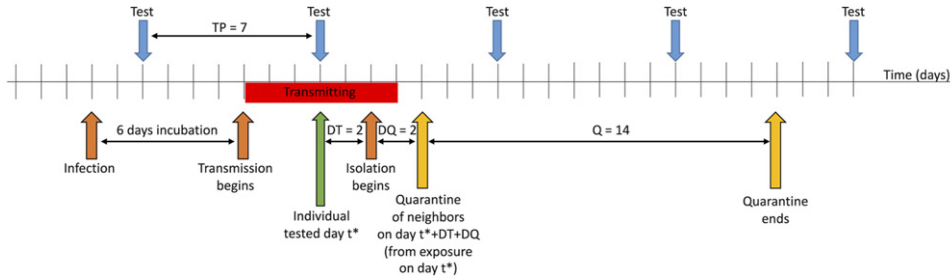 Test
Test
Test
Test
Test
TP = 7
Time (days)
Transmitting
6 days incubation
DT = 2
DQ = 2
Q = 14
Infection
Transmission
begins
Isolation
begins
Individual
tested day t*
Quarantine
of neighbors
on day t*+DT+DQ
(from exposure
on day t*)
Quarantine
ends